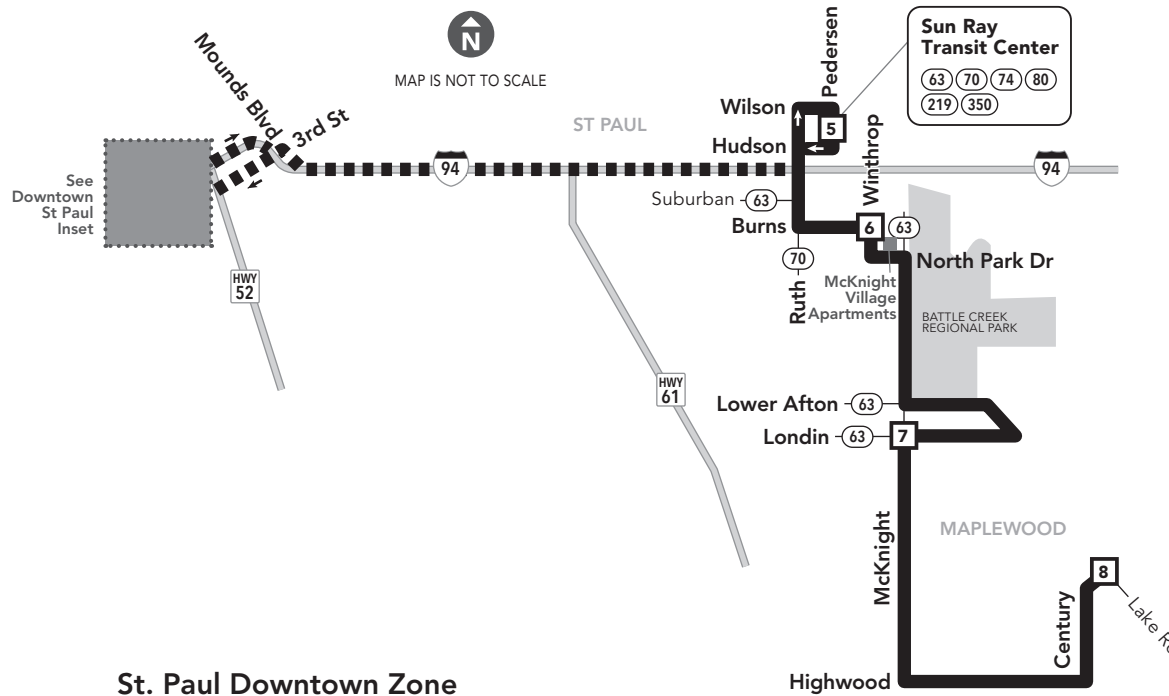 N
MAP IS NOT TO SCALE
Sun Ray
Transit Center
63 70 74 80
219 350
Mounds Blvd
3rd St
Pedersen
Wilson
5
ST PAUL
Hudson
94
94
Winthrop
See
Downtown
St Paul
Inset
Suburban 63
Burns
6
63
70
Ruth
North Park Dr
McKnight
Village
Apartments
HWY
52
BATTLE CREEK
REGIONAL PARK
HWY
61
Lower Afton 63
Londin 63
7
McKnight
MAPLEWOOD
8
Century
Lake
Highwood
St. Paul Downtown Zone